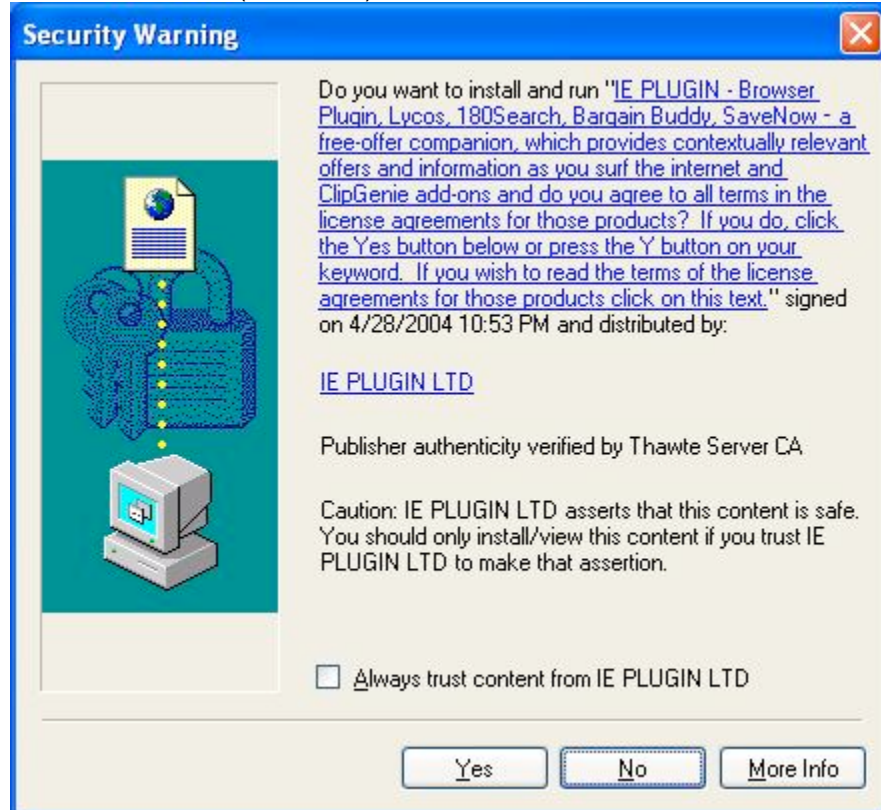 Security Warning
Do you want to install and run "IE PLUGIN - Browser
Plugin, Lycos, 180Search, Bargain Buddy, SaveNow - a
free-offer companion, which provides contextually relevant
offers and information as you surf the internet and
ClipGenie add-ons and do you agree to all terms in the
license agreements for those products? If you do, click
the Yes button below or press the Y button on your
keyword. If you wish to read the terms of the license
agreements for those products click on this text." signed
on 4/28/2004 10:53 PM and distributed by:
IE PLUGIN LTD
Publisher authenticity verified by Thawte Server CA
Caution: IE PLUGIN LTD asserts that this content is safe.
You should only install/view this content if you trust IE
PLUGIN LTD to make that assertion.
Always trust content from IE PLUGIN LTD
Yes No More Info